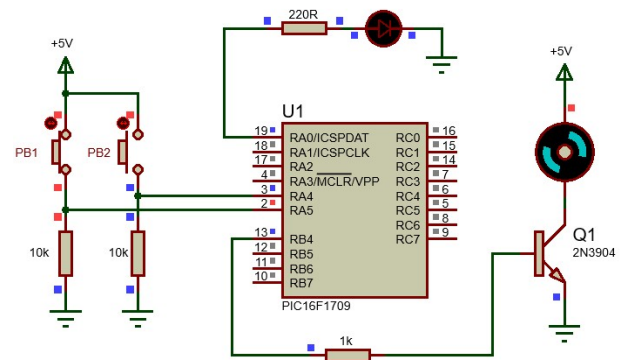 220R
+5V
+5V
U1
PB1
PB2
19
18
17
4
3
2
13
12
11
10
RA0/ICSPDAT
RA1/ICSPCLK
RA2
RA3/MCLR/VPP
RA4
RA5
RB4
RB5
RB6
RB7
RC0
RC1
RC2
RC3
RC4
RC5
RC6
RC7
16
15
14
7
6
5
8
9
PIC16F1709
10k
10k
Q1
2N3904
1k